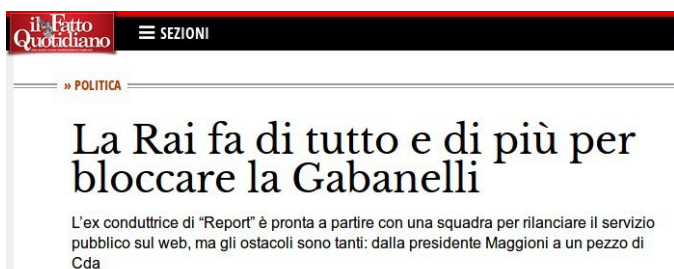 il Fatto
Quotidiano
SEZIONI
» POLITICA
La Rai fa di tutto e di più per
bloccare la Gabanelli
L'ex conduttrice di “Report” è pronta a partire con una squadra per rilanciare il servizio
pubblico sul web, ma gli ostacoli sono tanti: dalla presidente Maggioni a un pezzo di
Cda